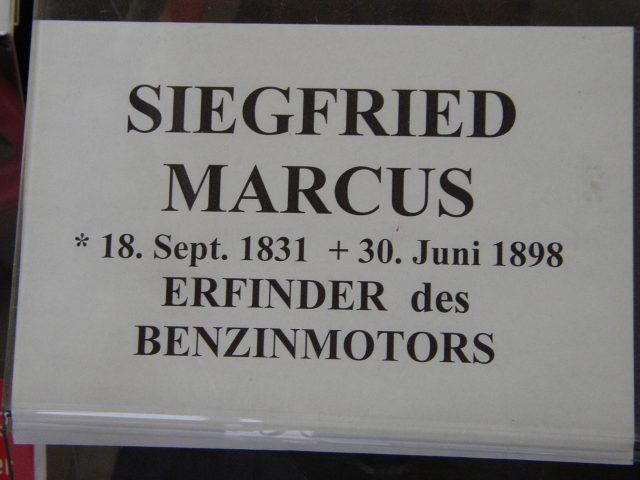 SIEGFRIED
MARCUS
* 18. Sept. 1831 + 30. Juni 1898
ERFINDER des
BENZINMOTORS